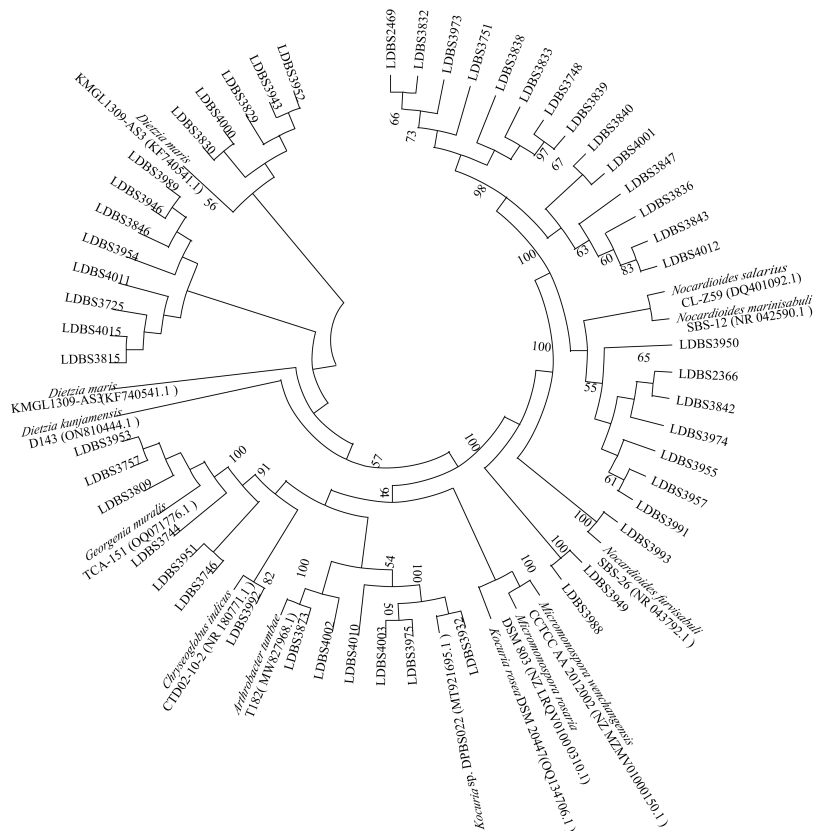 LDBS2469
LDBS3832
LDBS3973
LDBS3751
LDBS3838
LDBS3833
LDBS3748
LDBS3839
LDBS3840
LDBS4001
LDBS3847
LDBS3836
LDBS3843
LDBS4012
Nocardioides salarius
CL-Z59 (DQ401092.1)
Nocardioides marinisabuli
SBS-12 (NR 042590.1 )
LDBS3950
LDBS2366
LDBS3842
LDBS3974
LDBS3955
LDBS3957
LDBS3991
LDBS3993
Nocardioides furvisabuli
SBS-26 (NR 043792.1 )
LDBS3949
LDBS3988
Micromonospora wenchangensis
CCTCC AA 2012002 (NZ MZMV01000150.1 )
Micromonospora rosaria
DSM 803 (NZ LRQV01000310.1)
Kocuria rosea DSM 20447(OQ134706.1 )
LDBS3932
Kocuria sp. DPBS022 (MT921695.1 )
LDBS3975
LDBS4003
LDBS4010
LDBS4002
LDBS3873
Arthrobacter tumbae
T182( MW827968.1)
LDBS3992
Chryseoglobus indicus
CTD02-10-2 (NR 180771.1 )
LDBS3746
LDBS3951
LDBS3744
Georgenia muralis
TCA-151 (OQ071776.1 )
LDBS3809
LDBS3757
LDBS3953
Dietzia kunjamensis
D143 (ON810444.1 )
Dietzia maris
KMGL1309-AS3(KF740541.1 )
LDBS3815
LDBS4015
LDBS3725
LDBS4011
LDBS3954
LDBS3846
LDBS3946
LDBS3989
Dietzia maris
KMGL1309-AS3 (KF740541.1 )
LDBS3830
LDBS4000
LDBS3829
LDBS3943
LDBS3952
66
73
98
97
67
63
60
83
100
100
65
55
61
100
100
100
100
94
57
100
54
50
100
82
91
100
56